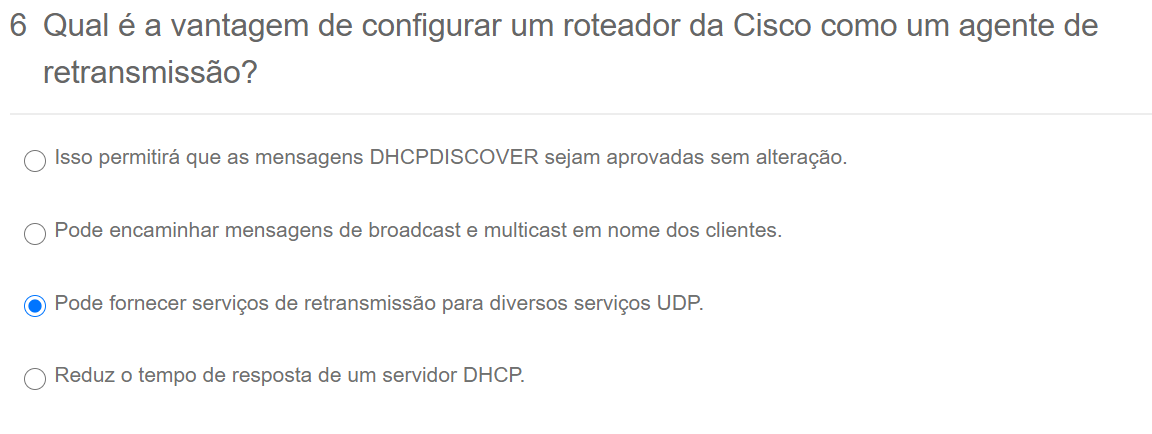 6 Qual é a vantagem de configurar um roteador da Cisco como um agente de
retransmissão?
Isso permitirá que as mensagens DHCPDISCOVER sejam aprovadas sem alteração.
Pode encaminhar mensagens de broadcast e multicast em nome dos clientes.
Pode fornecer serviços de retransmissão para diversos serviços UDP.
Reduz o tempo de resposta de um servidor DHCP.